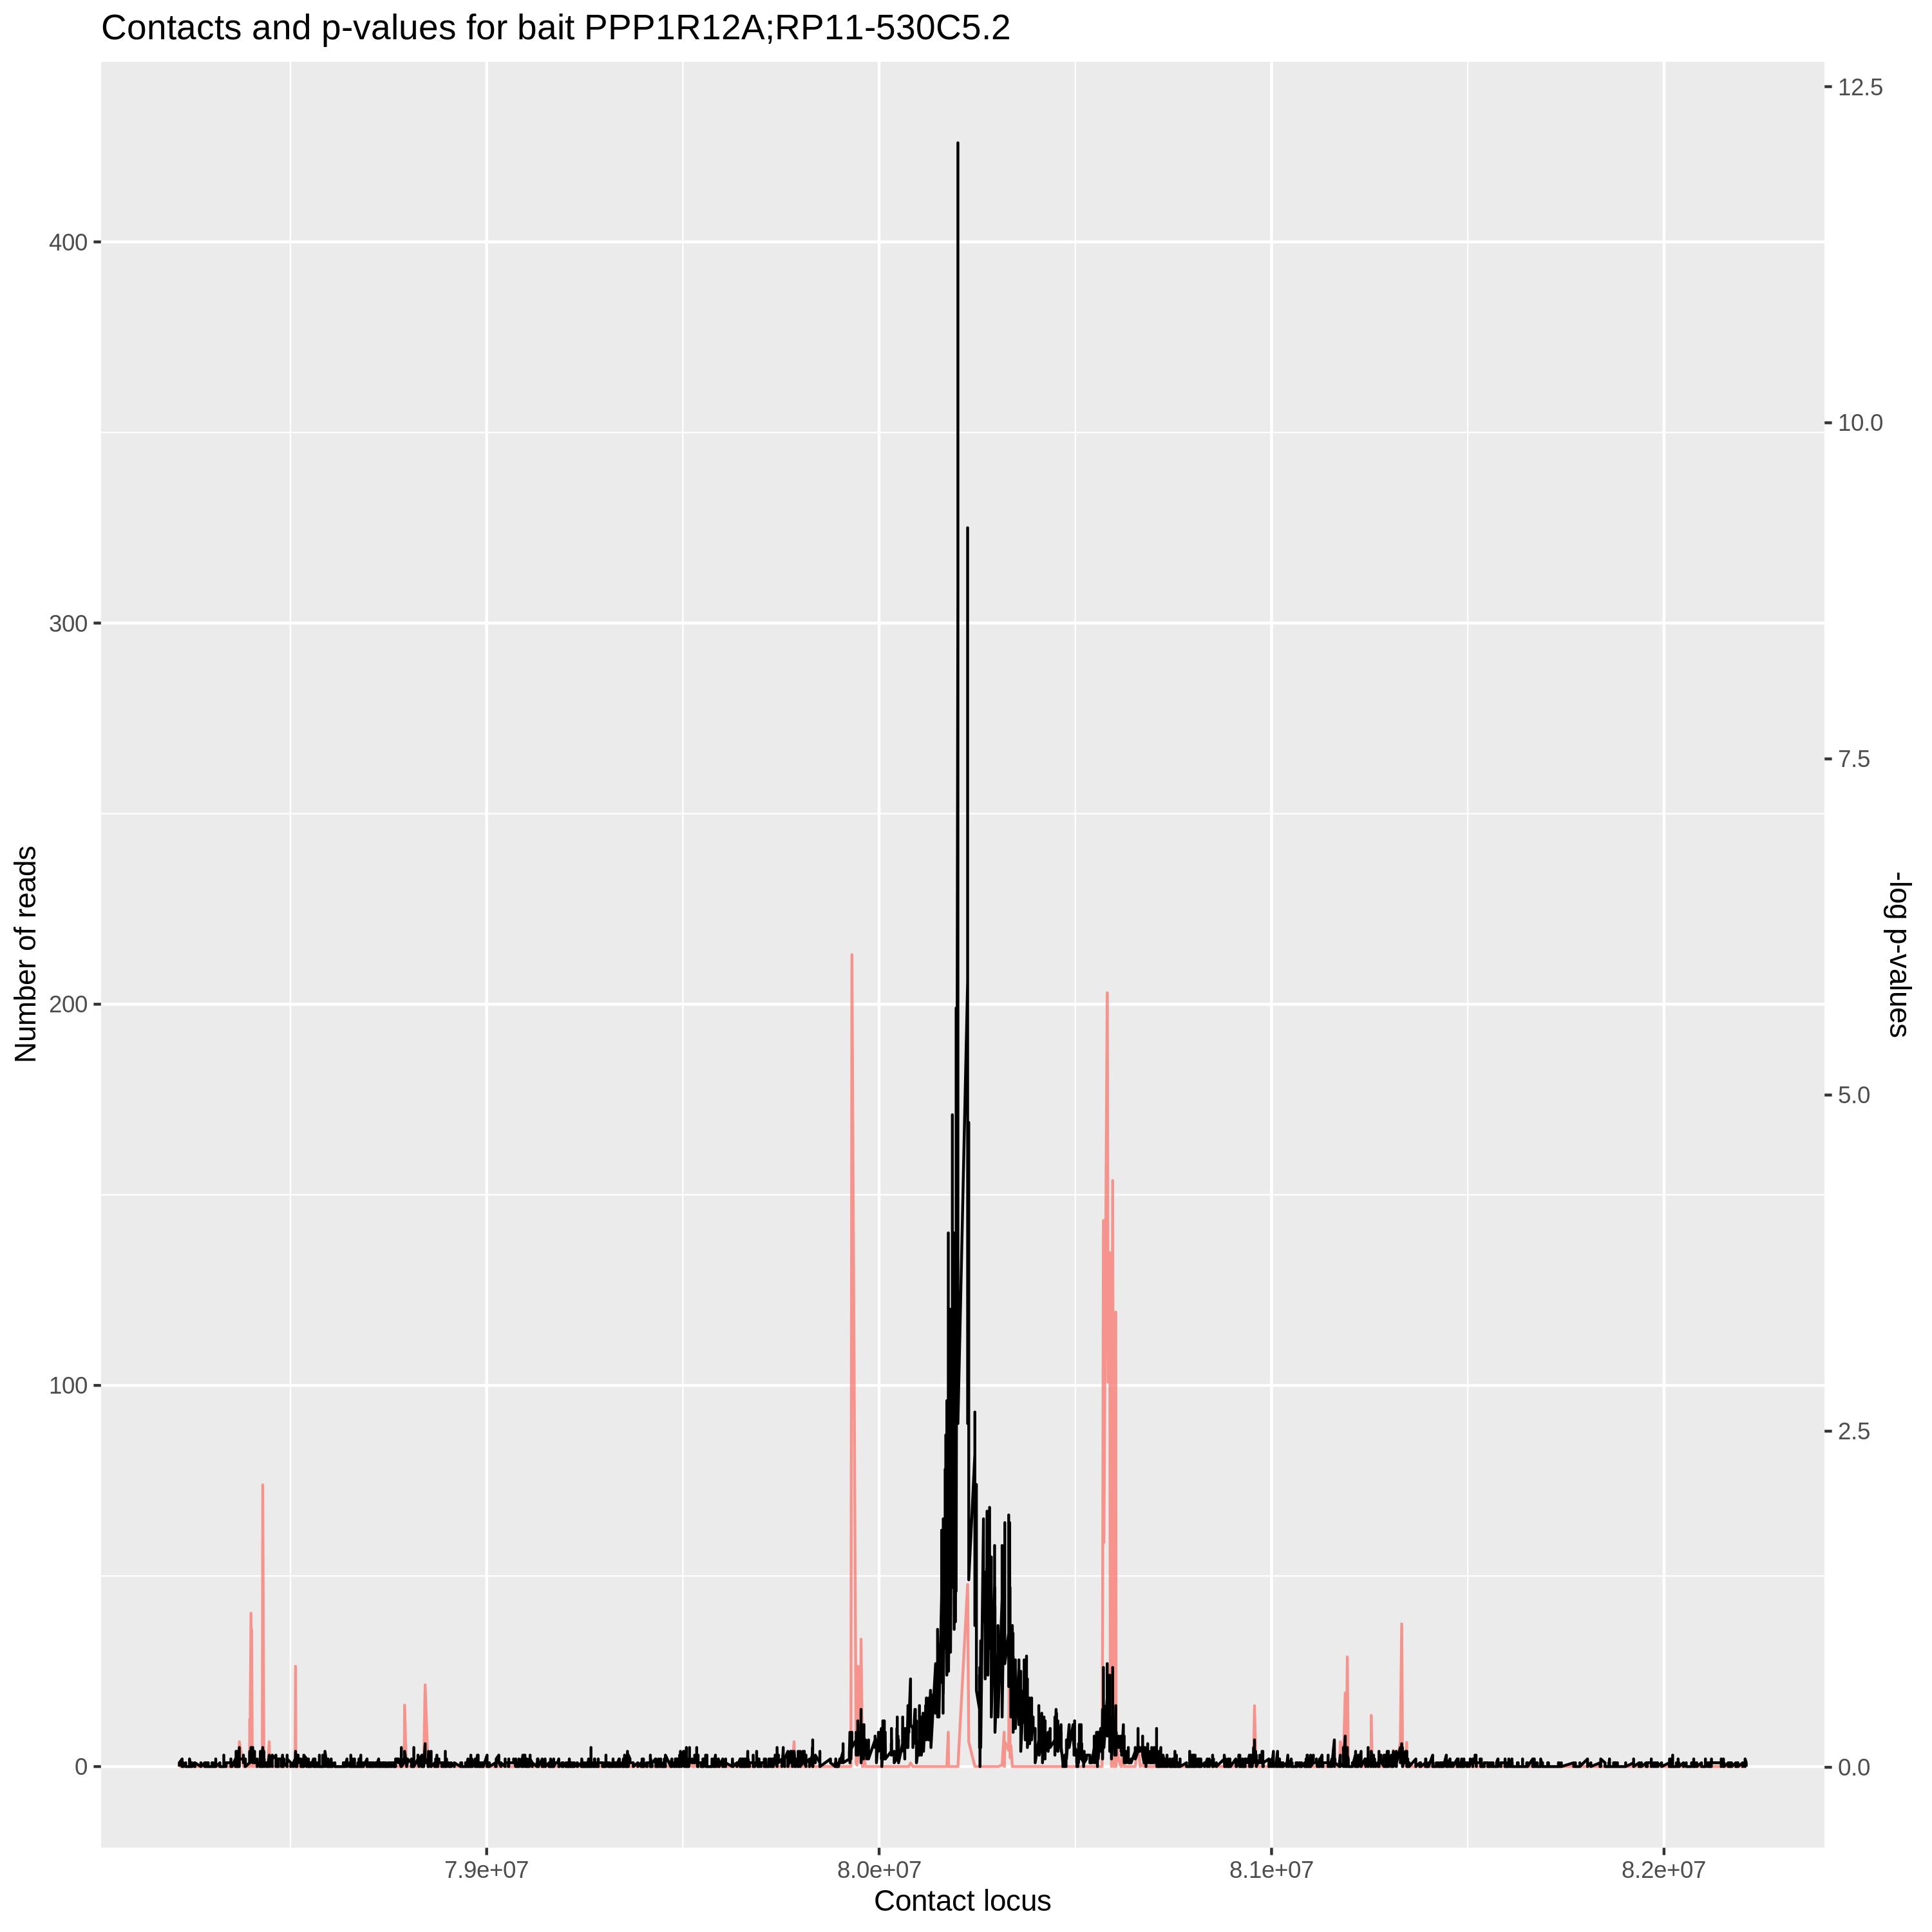 Contacts and p-values for bait PPP1R12A;RP11-530C5.2
Number of reads
400
300
200
100
0
12.5
10.0
7.5
5.0
2.5
0.0
-log p-values
7.9e+07
8.0e+07
8.1e+07
8.2e+07
Contact locus